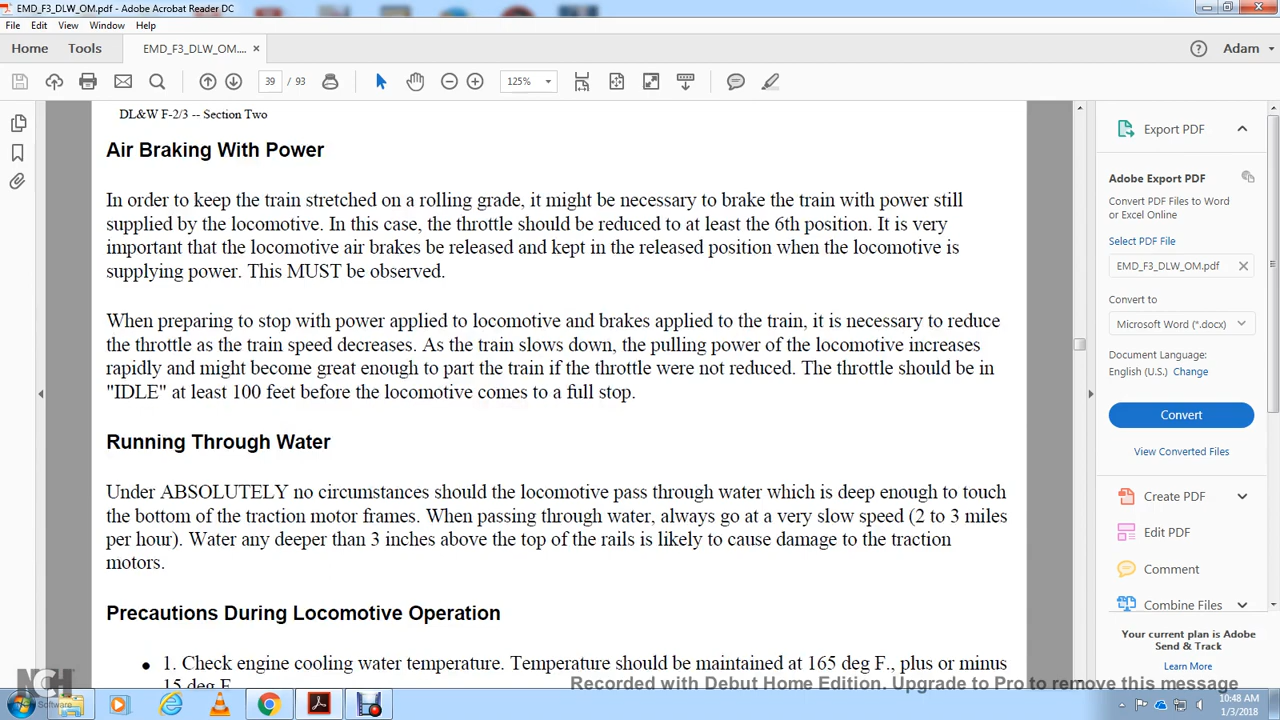 EMD_F3_DLW_OM.pdf - Adobe Acrobat Reader DC
File Edit View Window Help
Home Tools EMD_F3_DLW_OM.... × Adam
39 / 93 125%
DL&W F-2/3 -- Section Two
Air Braking With Power
In order to keep the train stretched on a rolling grade, it might be necessary to brake the train with power still
supplied by the locomotive. In this case, the throttle should be reduced to at least the 6th position. It is very
important that the locomotive air brakes be released and kept in the released position when the locomotive is
supplying power. This MUST be observed.
When preparing to stop with power applied to locomotive and brakes applied to the train, it is necessary to reduce
the throttle as the train speed decreases. As the train slows down, the pulling power of the locomotive increases
rapidly and might become great enough to part the train if the throttle were not reduced. The throttle should be in
"IDLE" at least 100 feet before the locomotive comes to a full stop.
Running Through Water
Under ABSOLUTELY no circumstances should the locomotive pass through water which is deep enough to touch
the bottom of the traction motor frames. When passing through water, always go at a very slow speed (2 to 3 miles
per hour). Water any deeper than 3 inches above the top of the rails is likely to cause damage to the traction
motors.
Precautions During Locomotive Operation
• 1. Check engine cooling water temperature. Temperature should be maintained at 165 deg F., plus or minus
15 deg F
Export PDF
Adobe Export PDF
Convert PDF Files to Word
or Excel Online
Select PDF File
EMD_F3_DLW_OM.pdf
Convert to
Microsoft Word (*.docx)
Document Language:
English (U.S.) Change
Convert
View Converted Files
Create PDF
Edit PDF
Comment
Combine Files
Your current plan is Adobe
Send & Track
Learn More
Recorded with Debut Home Edition. Upgrade to Pro to remove this message
NCH
Software
10:48 AM
1/3/2018